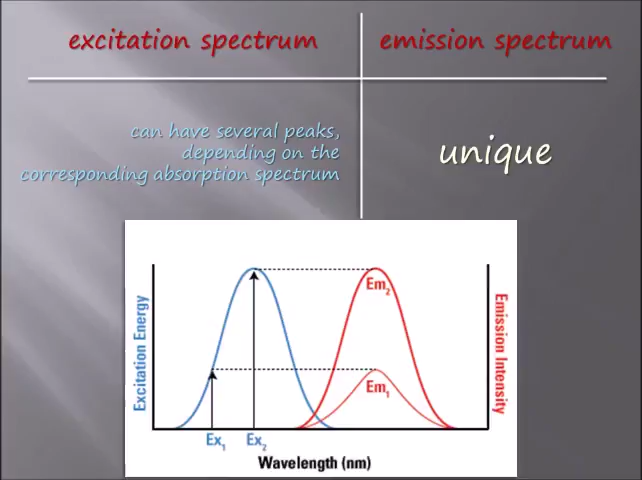 excitation spectrum
emission spectrum
can have several peaks,
depending on the
corresponding absorption spectrum
unique
Excitation Energy
Em2
Em1
Emission Intensity
Ex1
Ex2
Wavelength (nm)